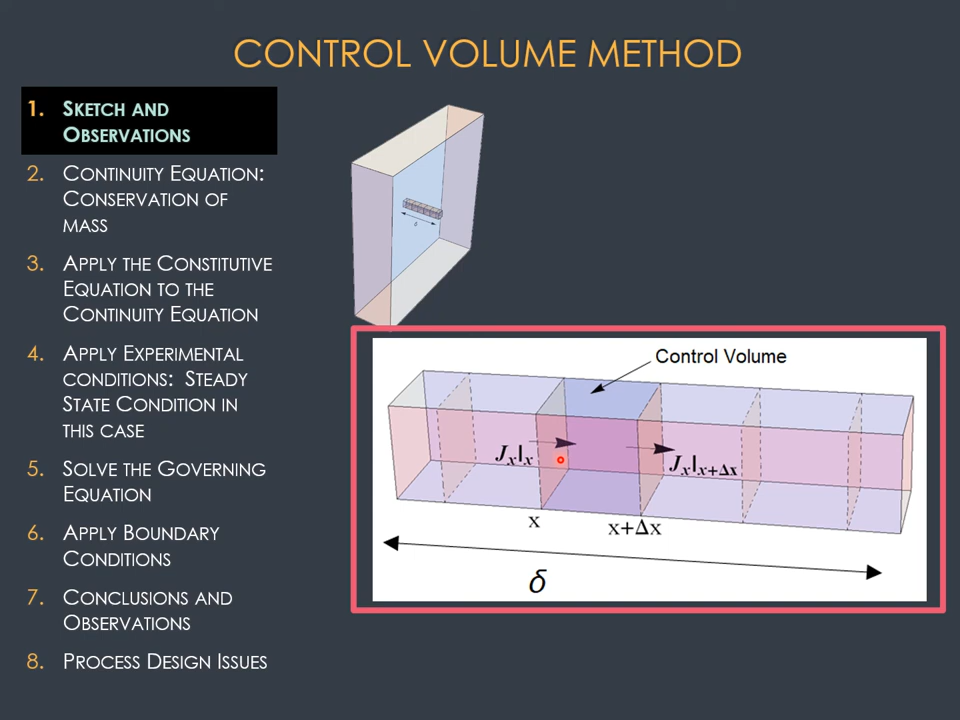 CONTROL VOLUME METHOD
1. SKETCH AND
OBSERVATIONS
2. CONTINUITY EQUATION:
CONSERVATION OF
MASS
3. APPLY THE CONSTITUTIVE
EQUATION TO THE
CONTINUITY EQUATION
4. APPLY EXPERIMENTAL
CONDITIONS: STEADY
STATE CONDITION IN
THIS CASE
5. SOLVE THE GOVERNING
EQUATION
6. APPLY BOUNDARY
CONDITIONS
7. CONCLUSIONS AND
OBSERVATIONS
8. PROCESS DESIGN ISSUES
δ
Control Volume
Jₓ|ₓ
Jₓ|ₓ₊Δₓ
x
x+Δx
δ